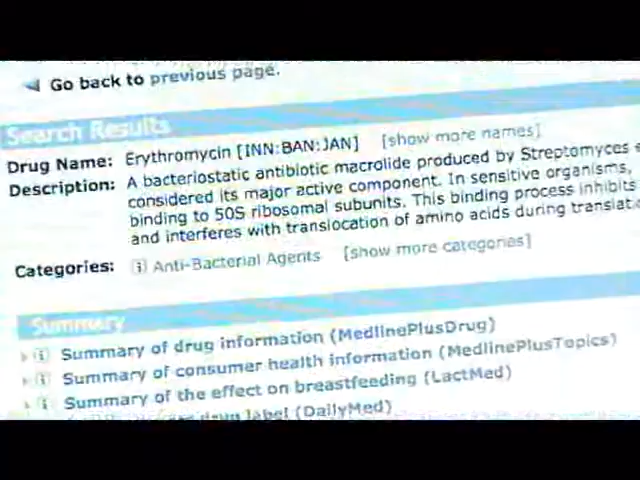 Go back to previous page.
Search Results
Drug Name: Erythromycin [INN:BAN:JAN] [show more names]
Description: A bacteriostatic antibiotic macrolide produced by Streptomyces
considered its major active component. In sensitive organisms,
binding to 50S ribosomal subunits. This binding process inhibits
and interferes with translocation of amino acids during
Categories: Anti-Bacterial Agents [show more categories]
Summary
Summary of drug information (MedlinePlusDrug)
Summary of consumer health information (MedlinePlusTopics)
Summary of the effect on breastfeeding (LactMed)
drug label (DailyMed)